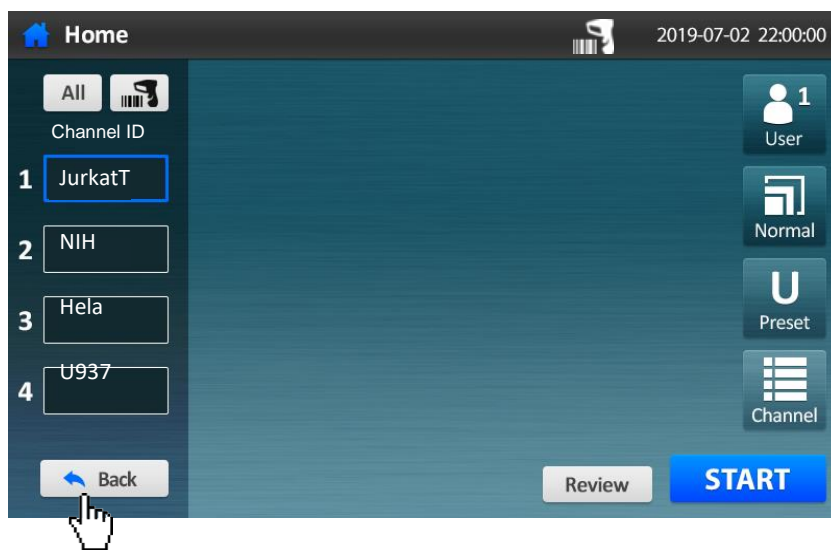 Home
2019-07-02 22:00:00
All
Channel ID
1 JurkatT
2 NIH
3 Hela
4 U937
Back
1
User
Normal
U
Preset
Channel
Review
START